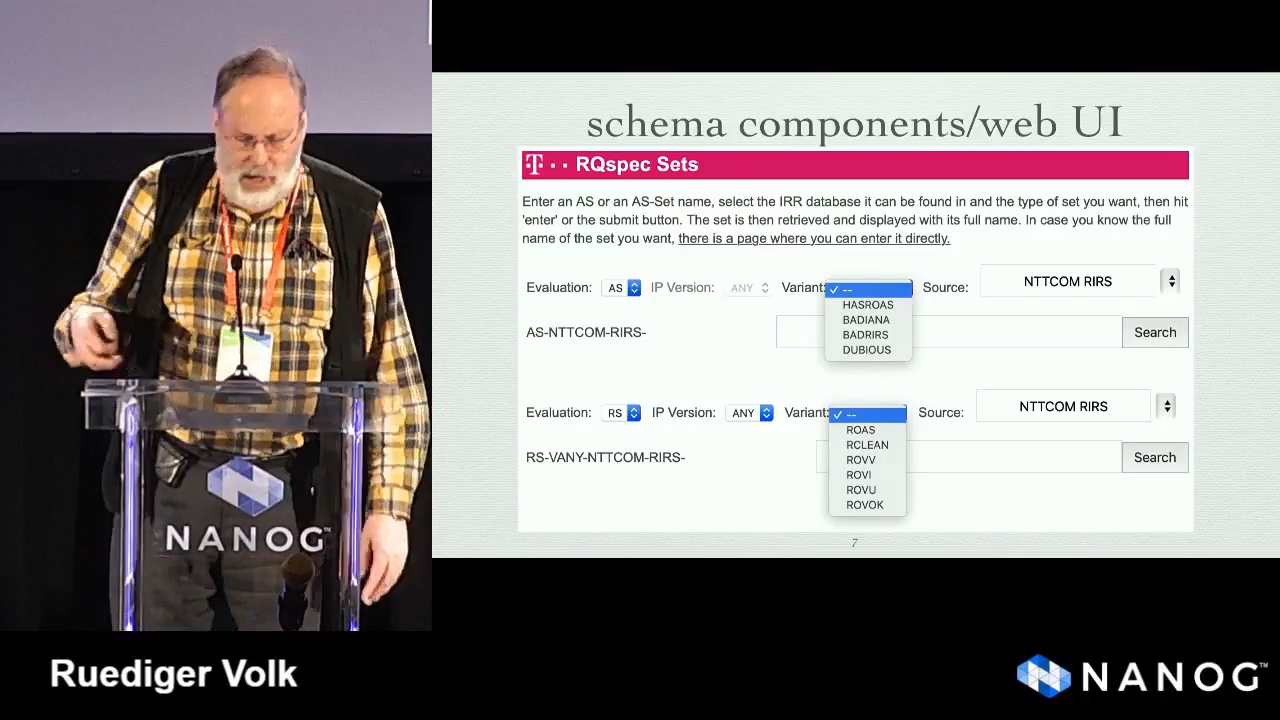 schema components/web UI
T · · RQspec Sets
Enter an AS or an AS-Set name, select the IRR database it can be found in and the type of set you want, then hit
'enter' or the submit button. The set is then retrieved and displayed with its full name. In case you know the full
name of the set you want, there is a page where you can enter it directly.
Evaluation: AS IP Version: ANY Variant: ✓ -- Source: NTTCOM RIRS
HASROAS
BADIANA
BADRIRS
DUBIOUS
AS-NTTCOM-RIRS- Search
Evaluation: RS IP Version: ANY Variant: ✓ -- Source: NTTCOM RIRS
ROAS
RCLEAN
ROVV
ROVI
ROVU
ROVOK
RS-VANY-NTTCOM-RIRS- Search
7
NANOG™
Ruediger Volk
NANOG™